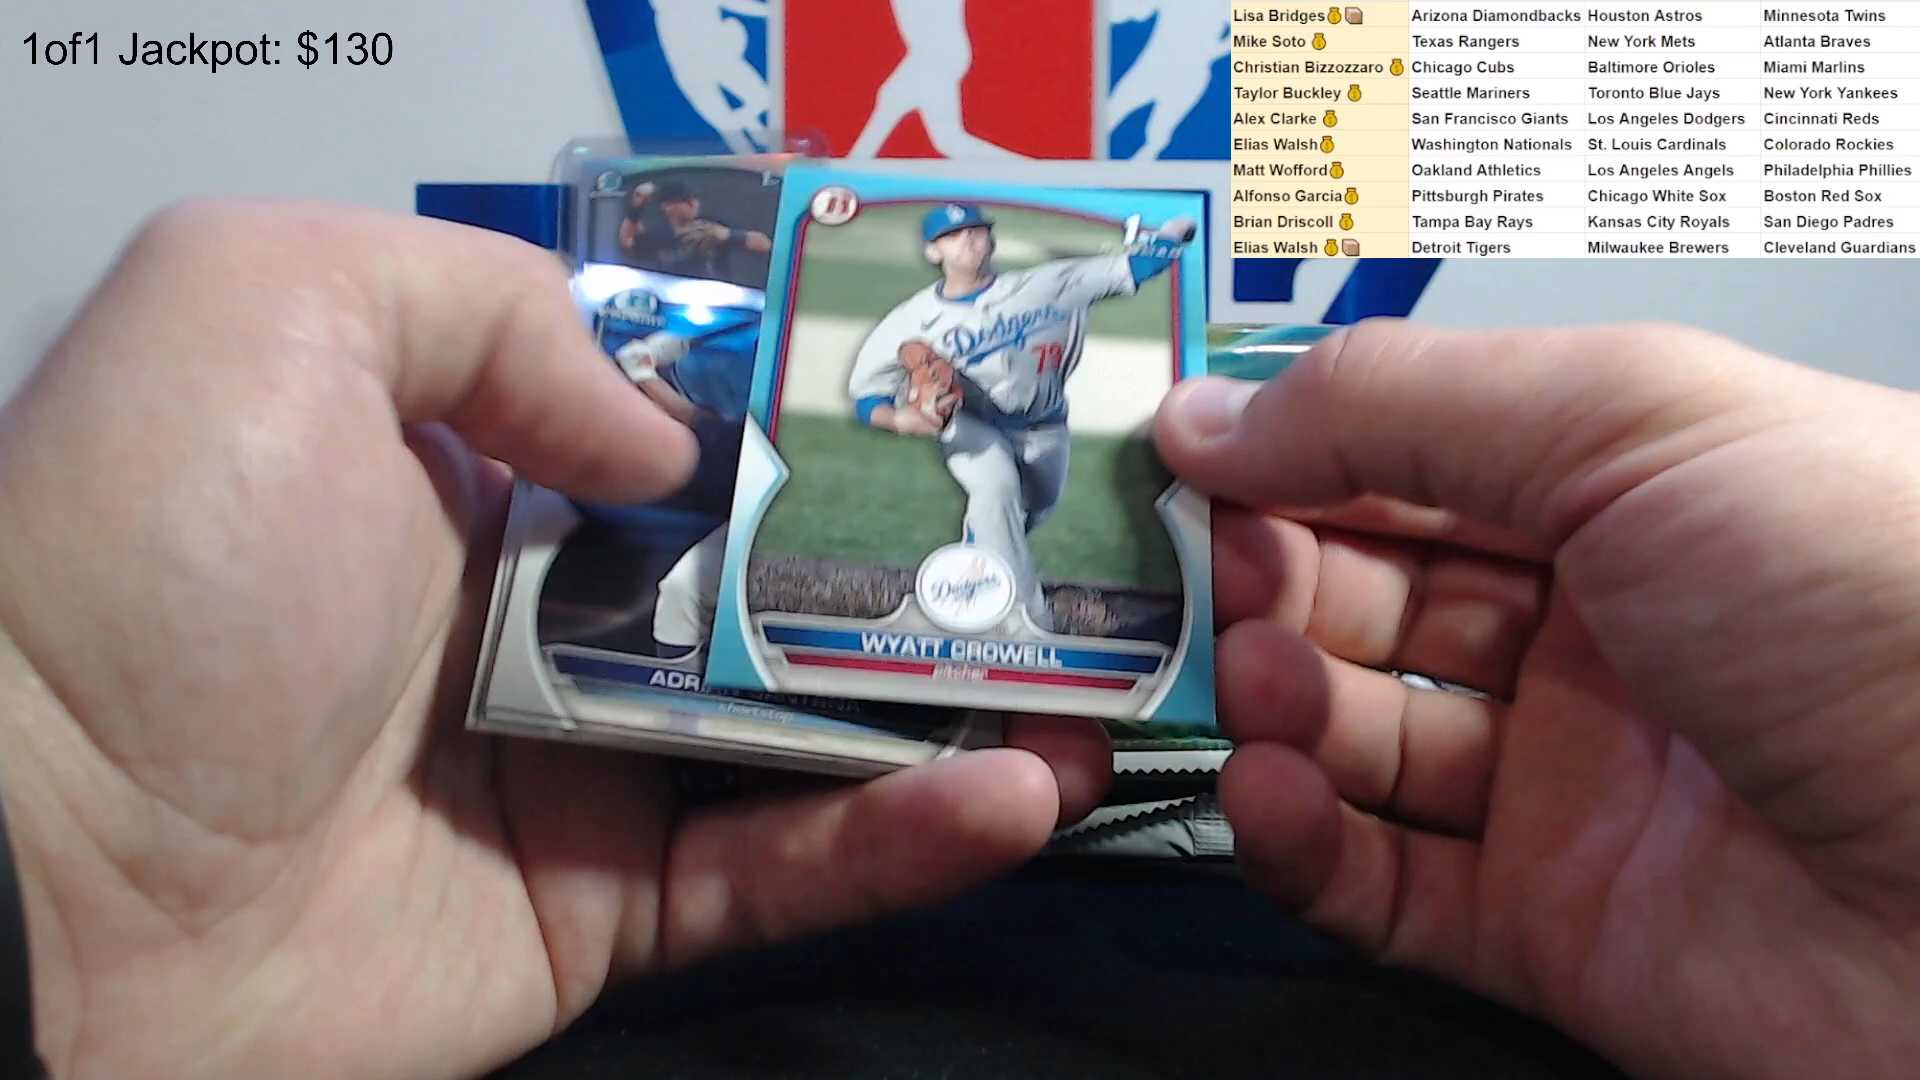 1of1 Jackpot: $130
Lisa Bridges Arizona Diamondbacks Houston Astros Minnesota Twins
Mike Soto Texas Rangers New York Mets Atlanta Braves
Christian Bizzozzaro Chicago Cubs Baltimore Orioles Miami Marlins
Taylor Buckley Seattle Mariners Toronto Blue Jays New York Yankees
Alex Clarke San Francisco Giants Los Angeles Dodgers Cincinnati Reds
Elias Walsh Washington Nationals St. Louis Cardinals Colorado Rockies
Matt Wofford Oakland Athletics Los Angeles Angels Philadelphia Phillies
Alfonso Garcia Pittsburgh Pirates Chicago White Sox Boston Red Sox
Brian Driscoll Tampa Bay Rays Kansas City Royals San Diego Padres
Elias Walsh Detroit Tigers Milwaukee Brewers Cleveland Guardians
1st
Dodgers
Dodgers
WYATT CROWELL
pitcher
shortstop